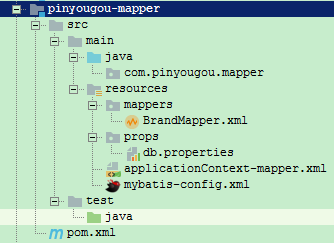 pinyougou-mapper
src
main
java
com.pinyougou.mapper
resources
mappers
BrandMapper.xml
props
db.properties
applicationContext-mapper.xml
mybatis-config.xml
test
java
pom.xml